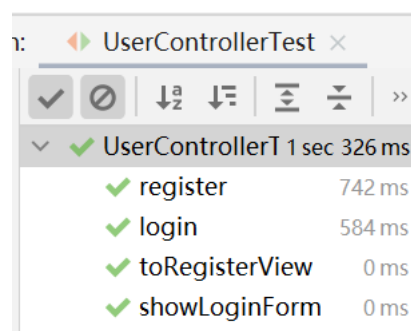 n: UserControllerTest ×
UserControllerT 1 sec 326 ms
register 742 ms
login 584 ms
toRegisterView 0 ms
showLoginForm 0 ms